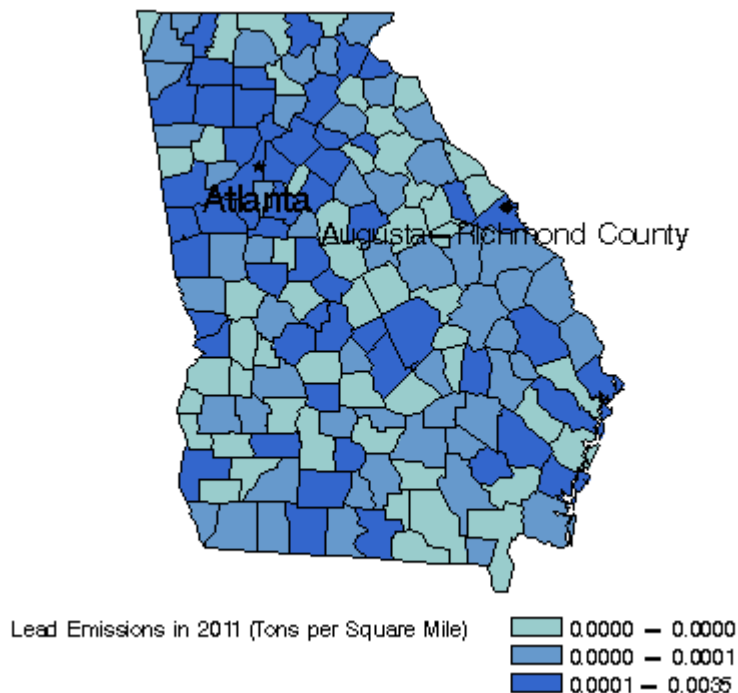 Atlanta
Augusta–Richmond County
Lead Emissions in 2011 (Tons per Square Mile)
0.0000 – 0.0000
0.0000 – 0.0001
0.0001 – 0.0035